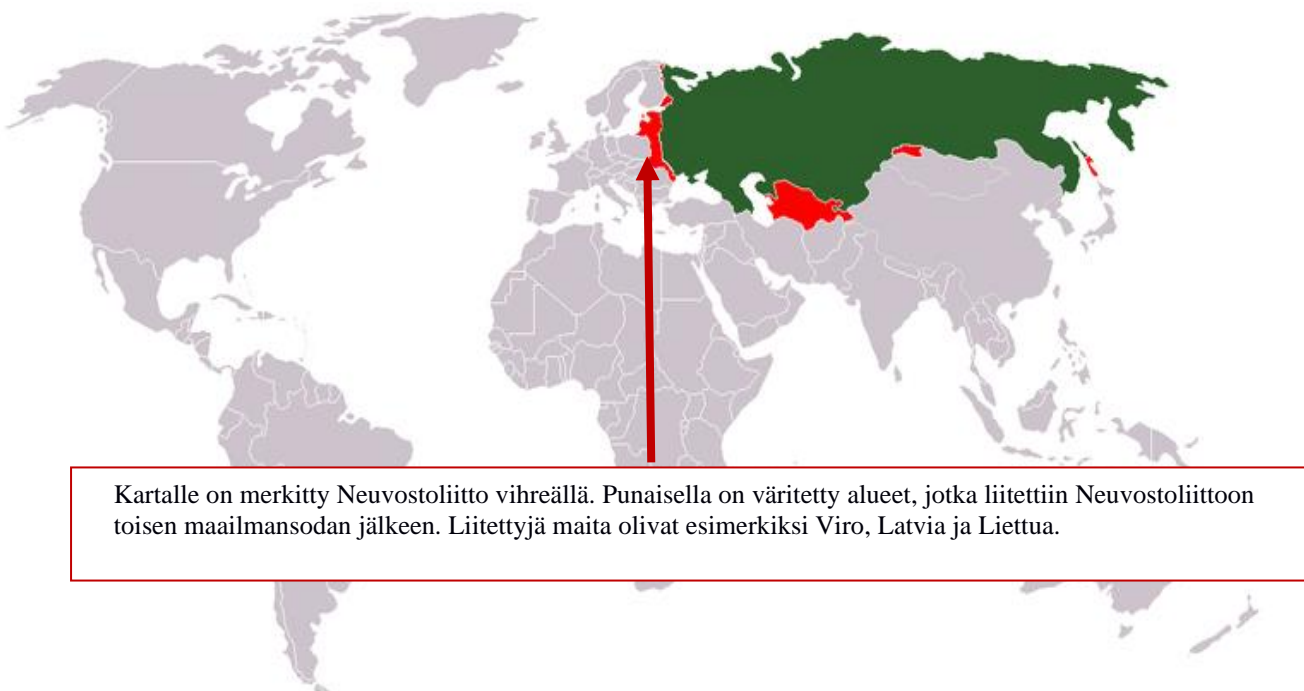 Kartalle on merkitty Neuvostoliitto vihreällä. Punaisella on väritetty alueet, jotka liitettiin Neuvostoliittoon
toisen maailmansodan jälkeen. Liitettyjä maita olivat esimerkiksi Viro, Latvia ja Liettua.